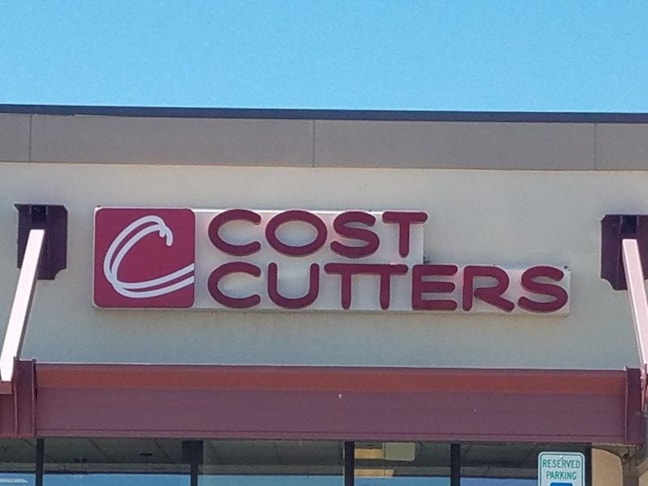 COST
CUTTERS
RESERVED
PARKING